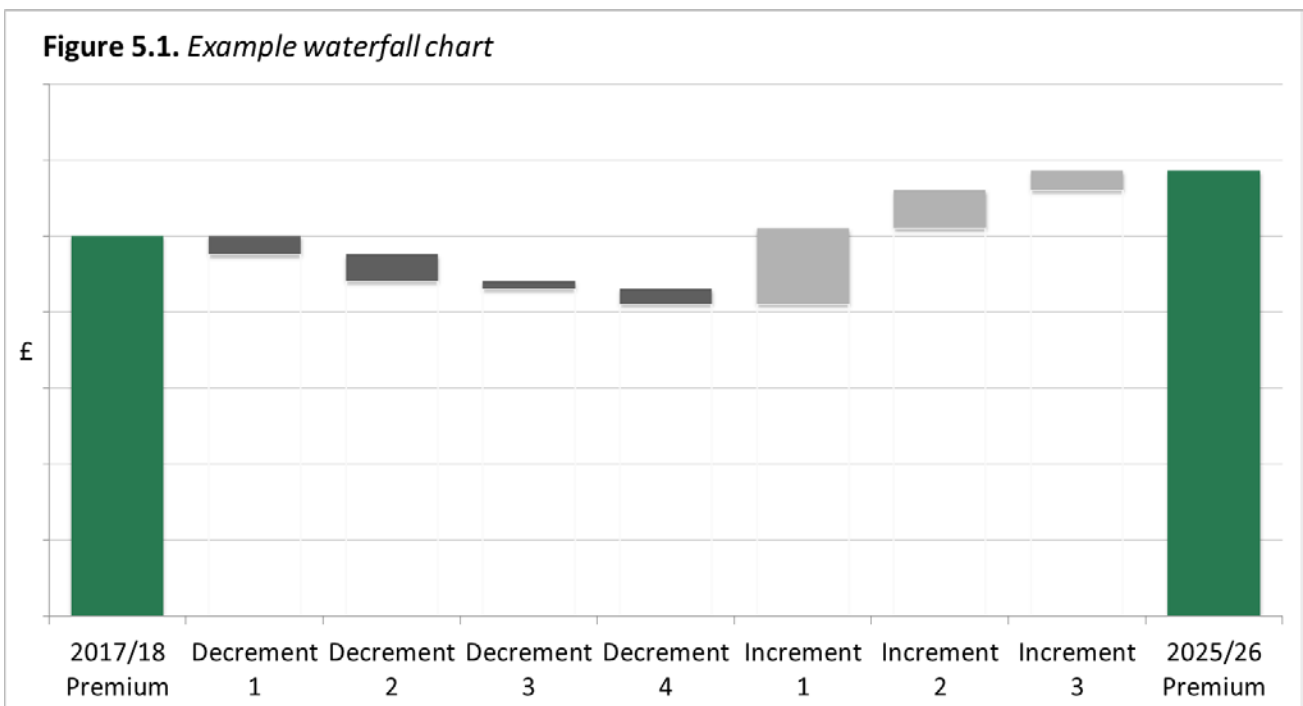 Figure 5.1. Example waterfall chart
£
2017/18 Decrement Decrement Decrement Decrement Increment Increment Increment 2025/26
Premium 1 2 3 4 1 2 3 Premium